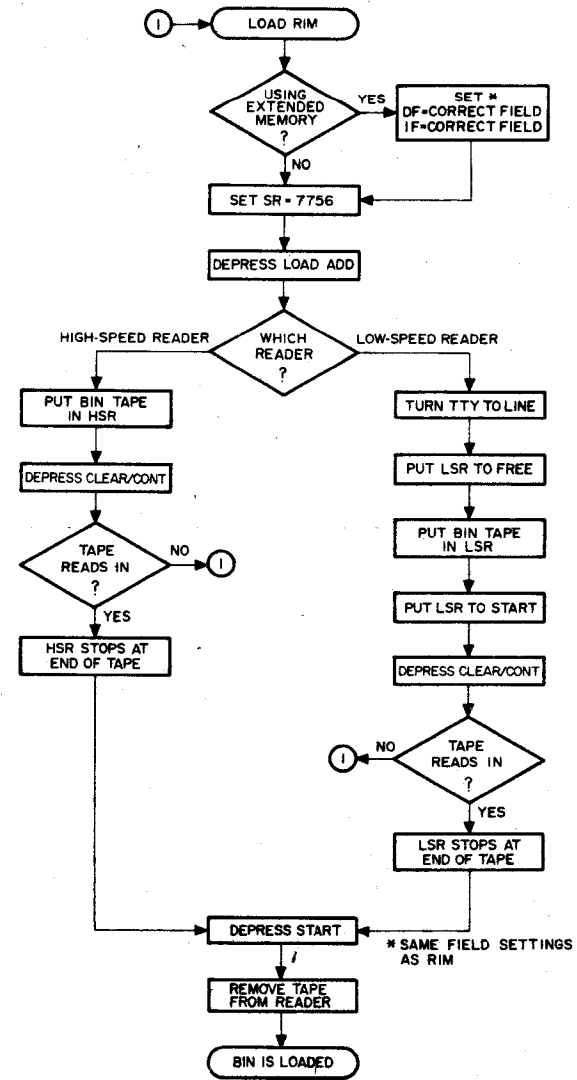 1
LOAD RIM
USING
EXTENDED
MEMORY
?
YES
SET *
DF=CORRECT FIELD
IF=CORRECT FIELD
NO
SET SR = 7756
DEPRESS LOAD ADD
HIGH-SPEED READER
WHICH
READER
?
LOW-SPEED READER
PUT BIN TAPE
IN HSR
DEPRESS CLEAR/CONT
TAPE
READS IN
?
NO
1
YES
HSR STOPS AT
END OF TAPE
TURN TTY TO LINE
PUT LSR TO FREE
PUT BIN TAPE
IN LSR
PUT LSR TO START
DEPRESS CLEAR/CONT
TAPE
READS IN
?
NO
1
YES
LSR STOPS AT
END OF TAPE
DEPRESS START
* SAME FIELD SETTINGS
AS RIM
REMOVE TAPE
FROM READER
BIN IS LOADED